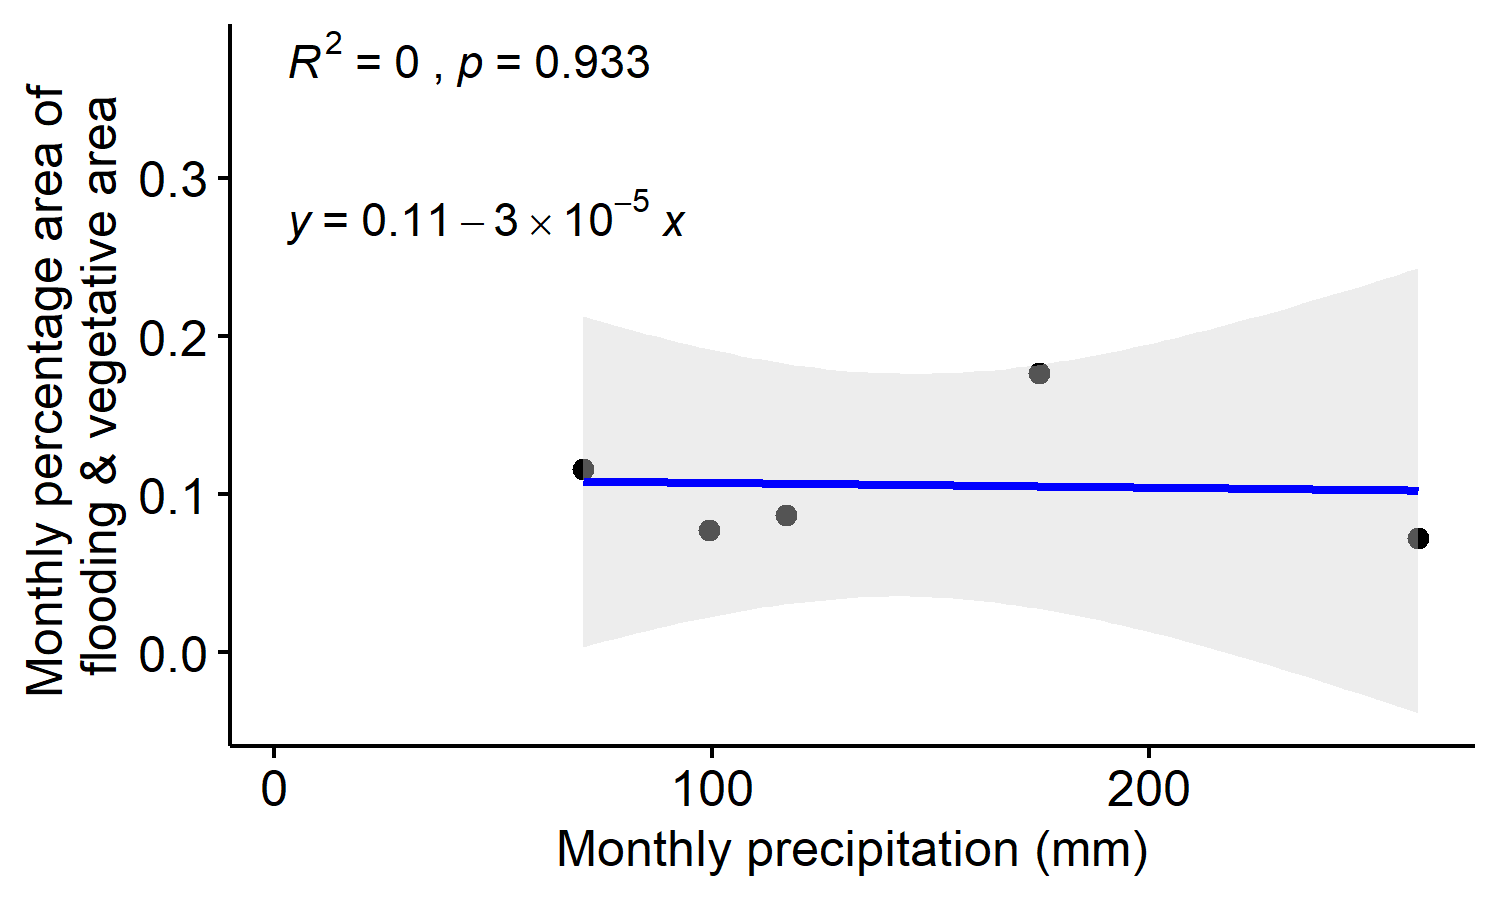 R² = 0 , p = 0.933
y = 0.11 − 3 × 10⁻⁵ x
Monthly percentage area of
flooding & vegetative area
0.3
0.2
0.1
0.0
0 100 200
Monthly precipitation (mm)